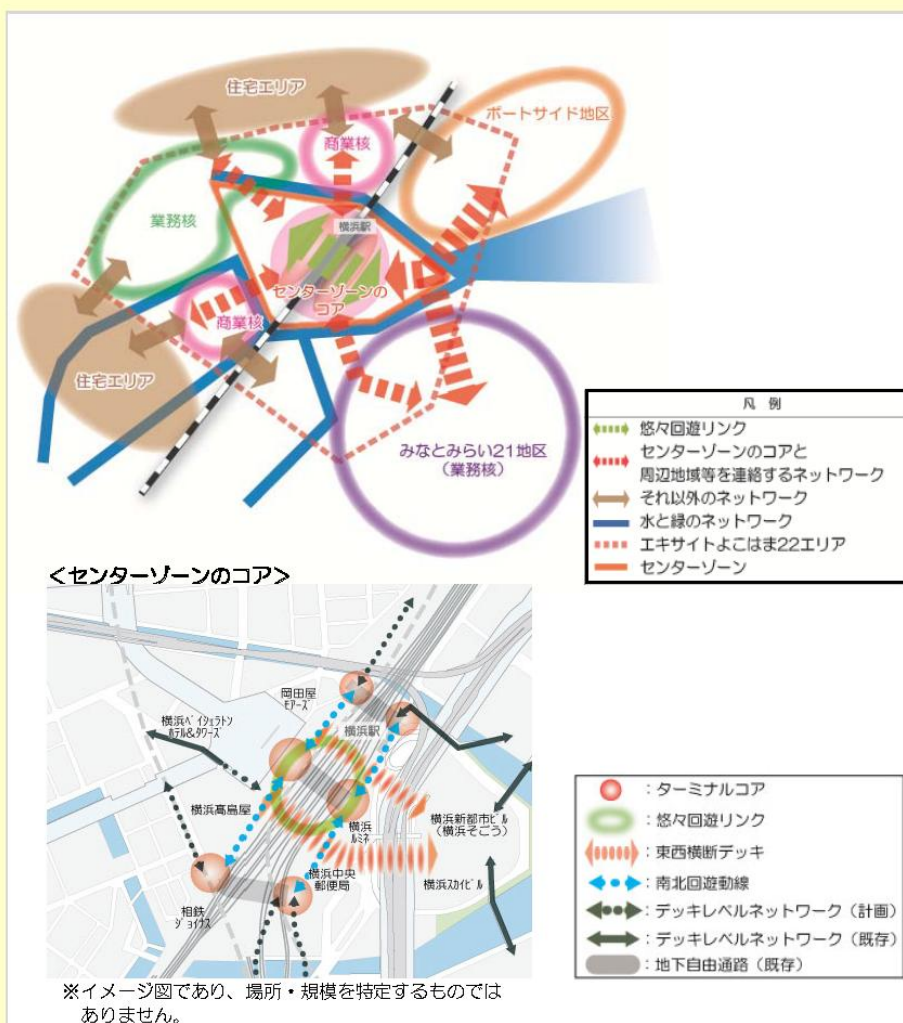 住宅エリア
ポートサイド地区
商業核
業務核
横浜駅
センターゾーンの
コア
商業核
住宅エリア
みなとみらい21地区
(業務核)
凡 例
悠々回遊リンク
センターゾーンのコアと
周辺地域等を連絡するネットワーク
それ以外のネットワーク
水と緑のネットワーク
エキサイトよこはま22エリア
センターゾーン
<センターゾーンのコア>
岡田屋
モアーズ
横浜駅
横浜ベイシェラトン
ホテル&タワーズ
横浜髙島屋
横浜
ルミネ
横浜新都市ビル
(横浜そごう)
横浜中央
郵便局
横浜スカイビル
相鉄
ジョイナス
:ターミナルコア
:悠々回遊リンク
:東西横断デッキ
:南北回遊動線
:デッキレベルネットワーク(計画)
:デッキレベルネットワーク(既存)
:地下自由通路(既存)
※イメージ図であり、場所・規模を特定するものでは
ありません。